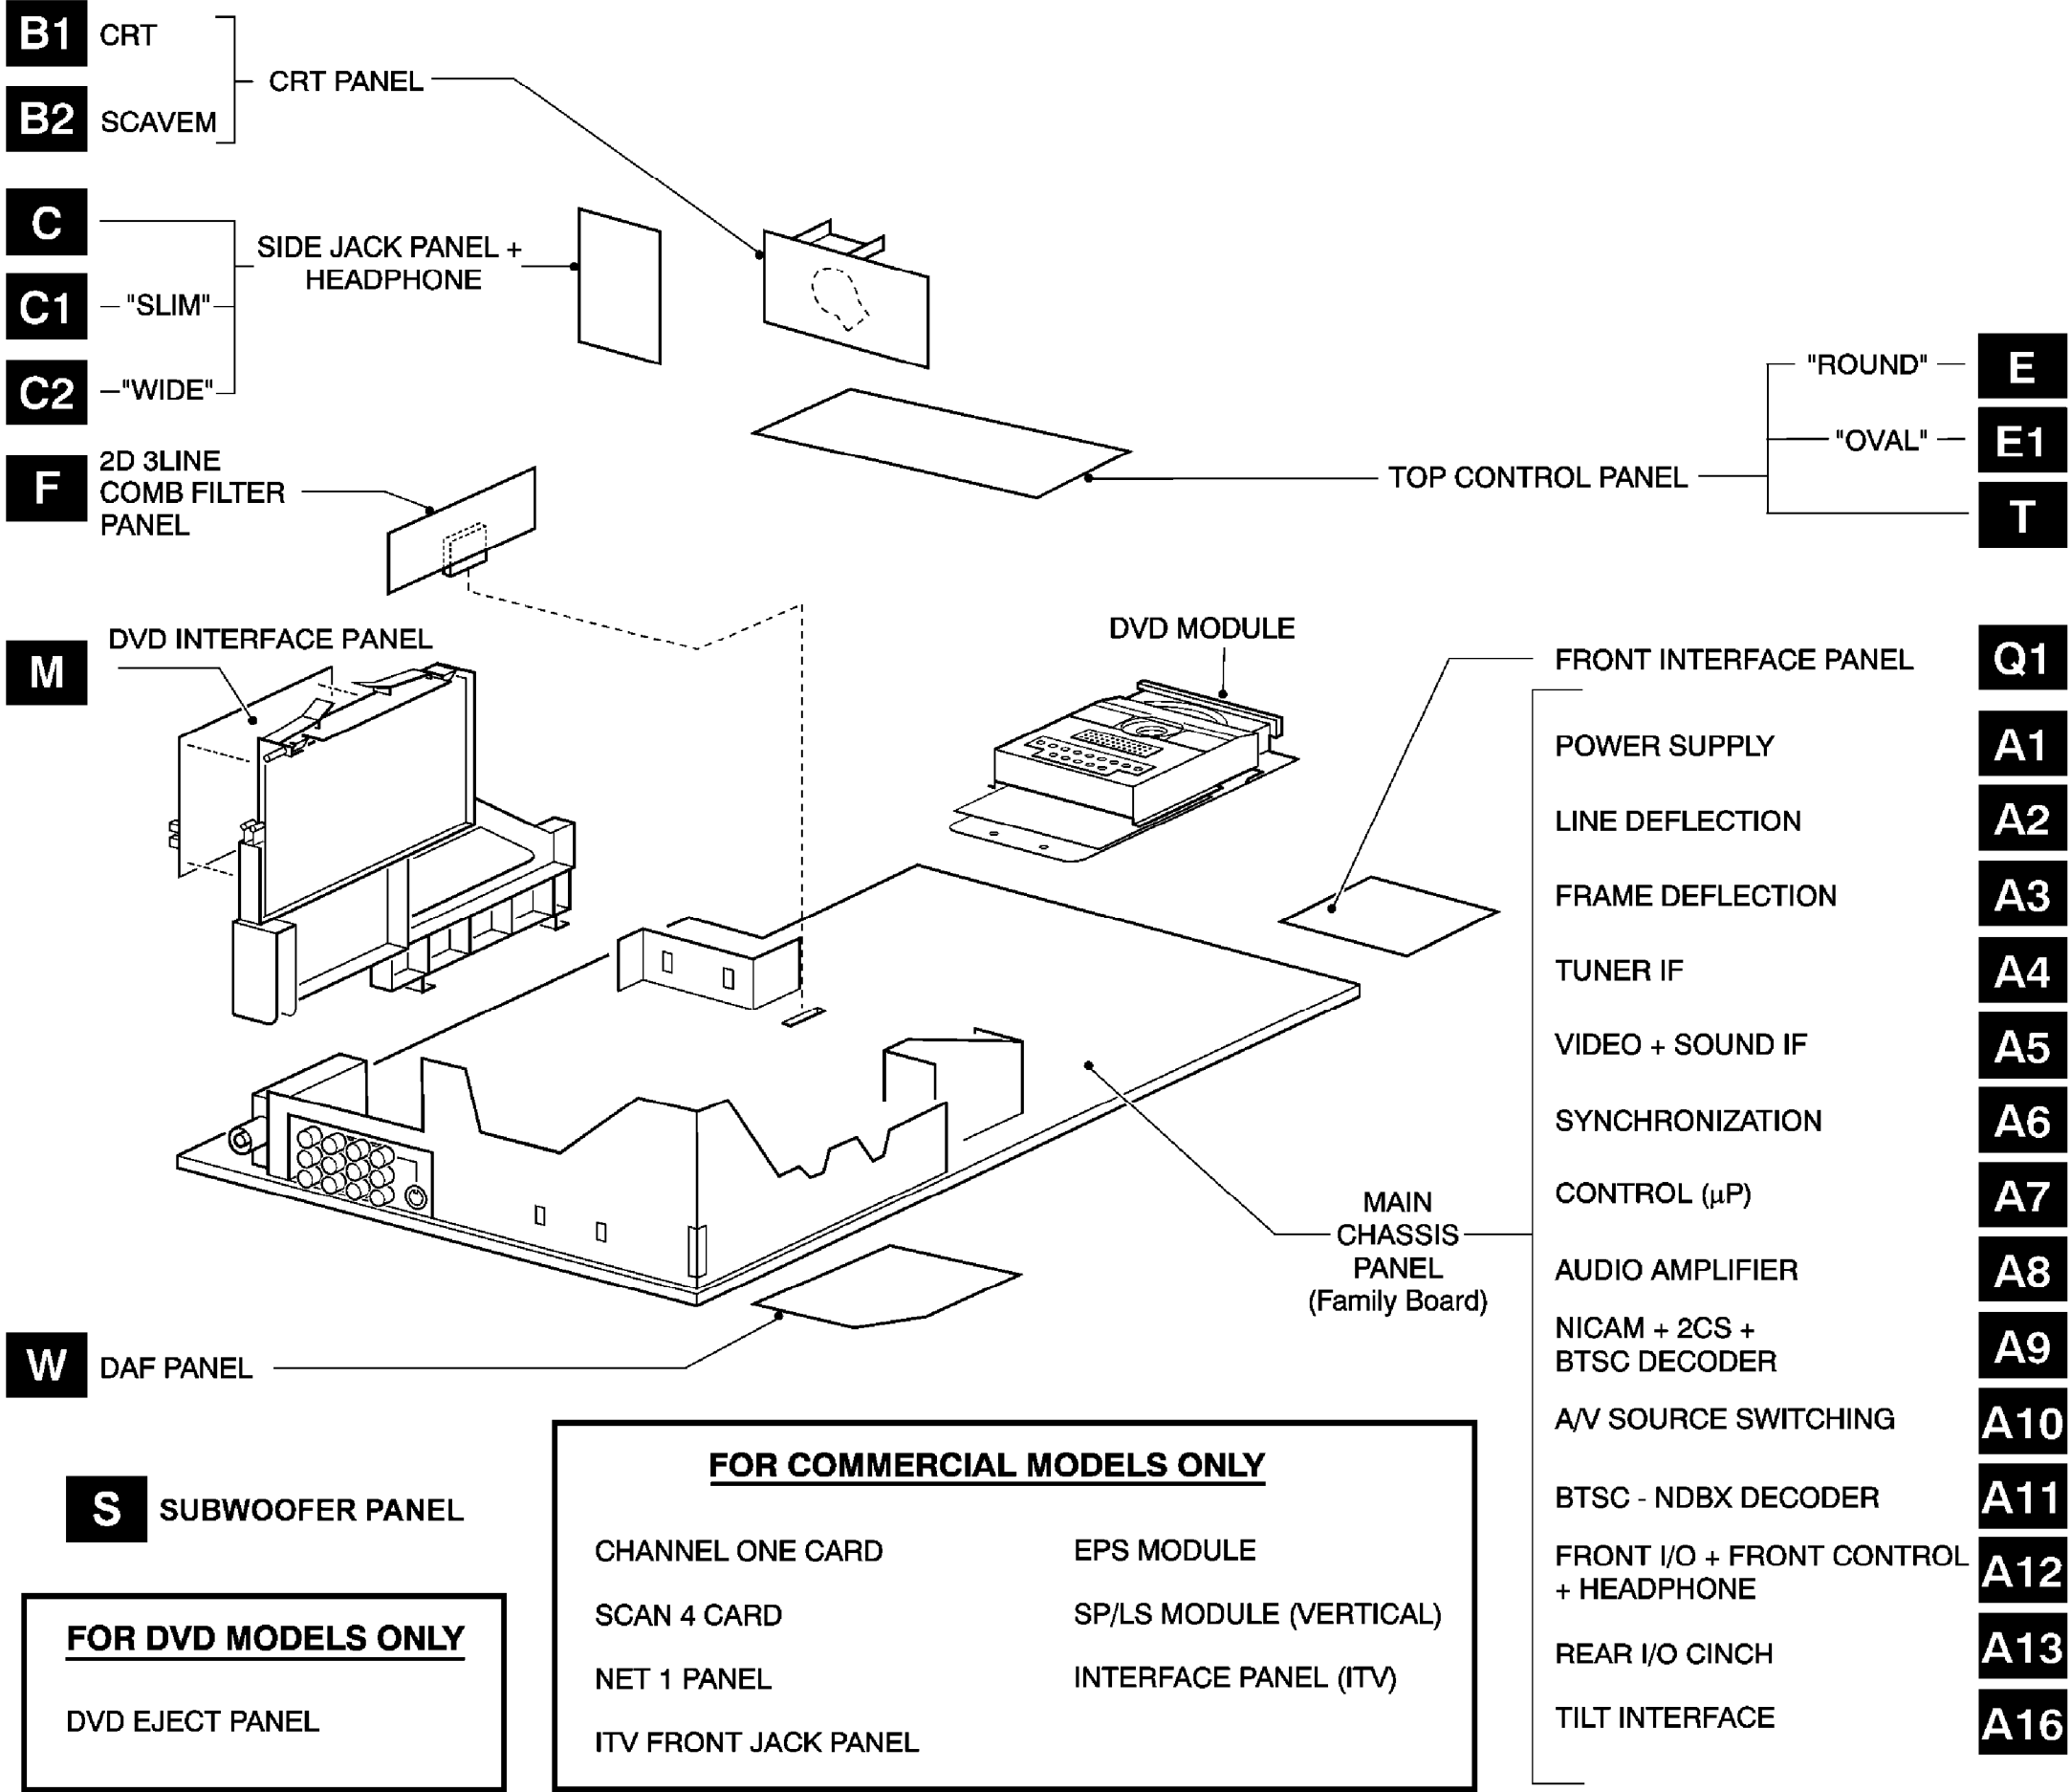 B1 CRT
CRT PANEL
B2 SCAVEM
C
SIDE JACK PANEL +
HEADPHONE
C1 "SLIM"
C2 "WIDE"
F 2D 3LINE
COMB FILTER
PANEL
"ROUND" E
"OVAL" E1
TOP CONTROL PANEL
T
M DVD INTERFACE PANEL
DVD MODULE
FRONT INTERFACE PANEL Q1
POWER SUPPLY A1
LINE DEFLECTION A2
FRAME DEFLECTION A3
TUNER IF A4
VIDEO + SOUND IF A5
SYNCHRONIZATION A6
CONTROL (µP) A7
MAIN
CHASSIS
PANEL
(Family Board)
AUDIO AMPLIFIER A8
NICAM + 2CS +
BTSC DECODER A9
A/V SOURCE SWITCHING A10
BTSC - NDBX DECODER A11
FRONT I/O + FRONT CONTROL
+ HEADPHONE A12
REAR I/O CINCH A13
TILT INTERFACE A16
W DAF PANEL
S SUBWOOFER PANEL
FOR DVD MODELS ONLY
DVD EJECT PANEL
FOR COMMERCIAL MODELS ONLY
CHANNEL ONE CARD
SCAN 4 CARD
NET 1 PANEL
ITV FRONT JACK PANEL
EPS MODULE
SP/LS MODULE (VERTICAL)
INTERFACE PANEL (ITV)